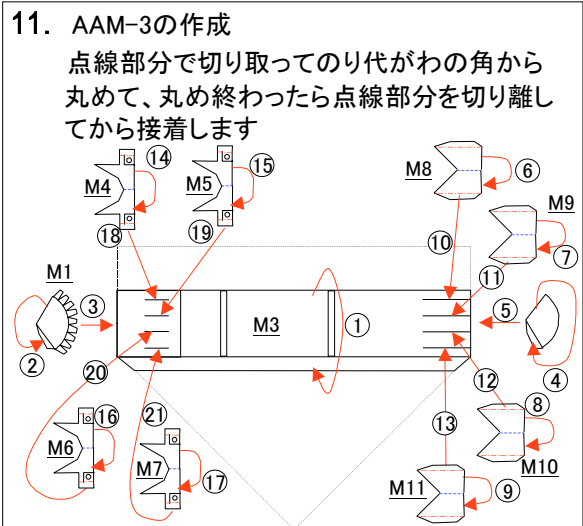 11. AAM-3の作成
点線部分で切り取ってのり代がわの角から
丸めて、丸め終わったら点線部分を切り離し
てから接着します
⑭
⑮
M4
M5
M8
⑥
M9
⑱
⑲
⑩
⑦
M1
⑪
③
M3
①
⑤
②
⑳
④
⑫
⑯
㉑
⑬
⑧
M6
M7
⑰
M10
M11
⑨